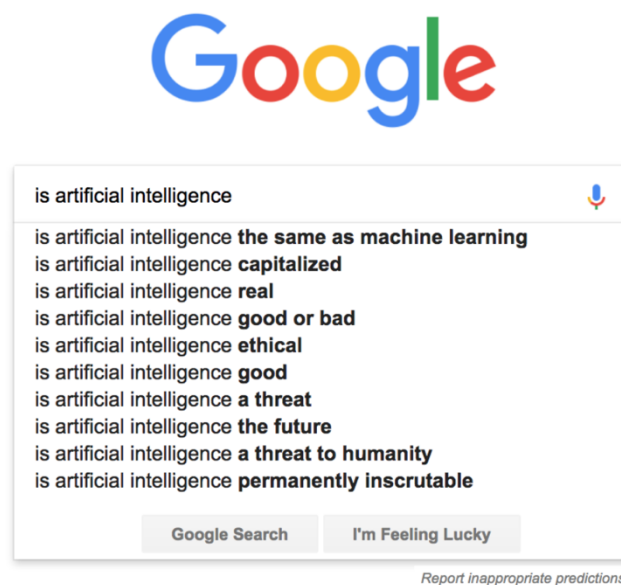 Google
is artificial intelligence
is artificial intelligence the same as machine learning
is artificial intelligence capitalized
is artificial intelligence real
is artificial intelligence good or bad
is artificial intelligence ethical
is artificial intelligence good
is artificial intelligence a threat
is artificial intelligence the future
is artificial intelligence a threat to humanity
is artificial intelligence permanently inscrutable
Google Search I'm Feeling Lucky
Report inappropriate predictions